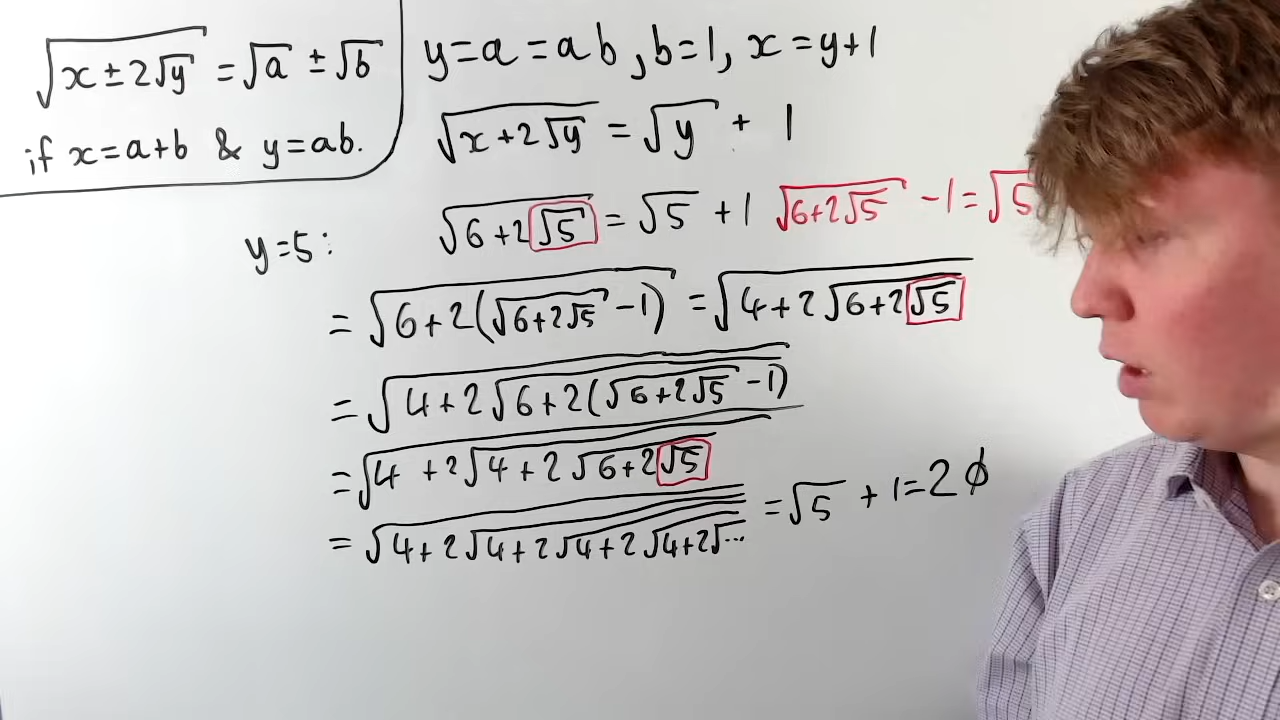 √(x±2√y) = √a ± √b
if x=a+b & y=ab.
y=a=ab, b=1, x=y+1
√(x+2√y) = √y + 1
y=5: √(6+2√5) = √5 + 1 √(6+2√5) -1 = √5
= √(6+2(√(6+2√5) -1)) = √(4+2√(6+2√5))
= √(4+2√(6+2(√(6+2√5) -1)))
= √(4+2√(4+2√(6+2√5)))
= √(4+2√(4+2√(4+2√(4+2√...)))) = √5 + 1 = 2ϕ